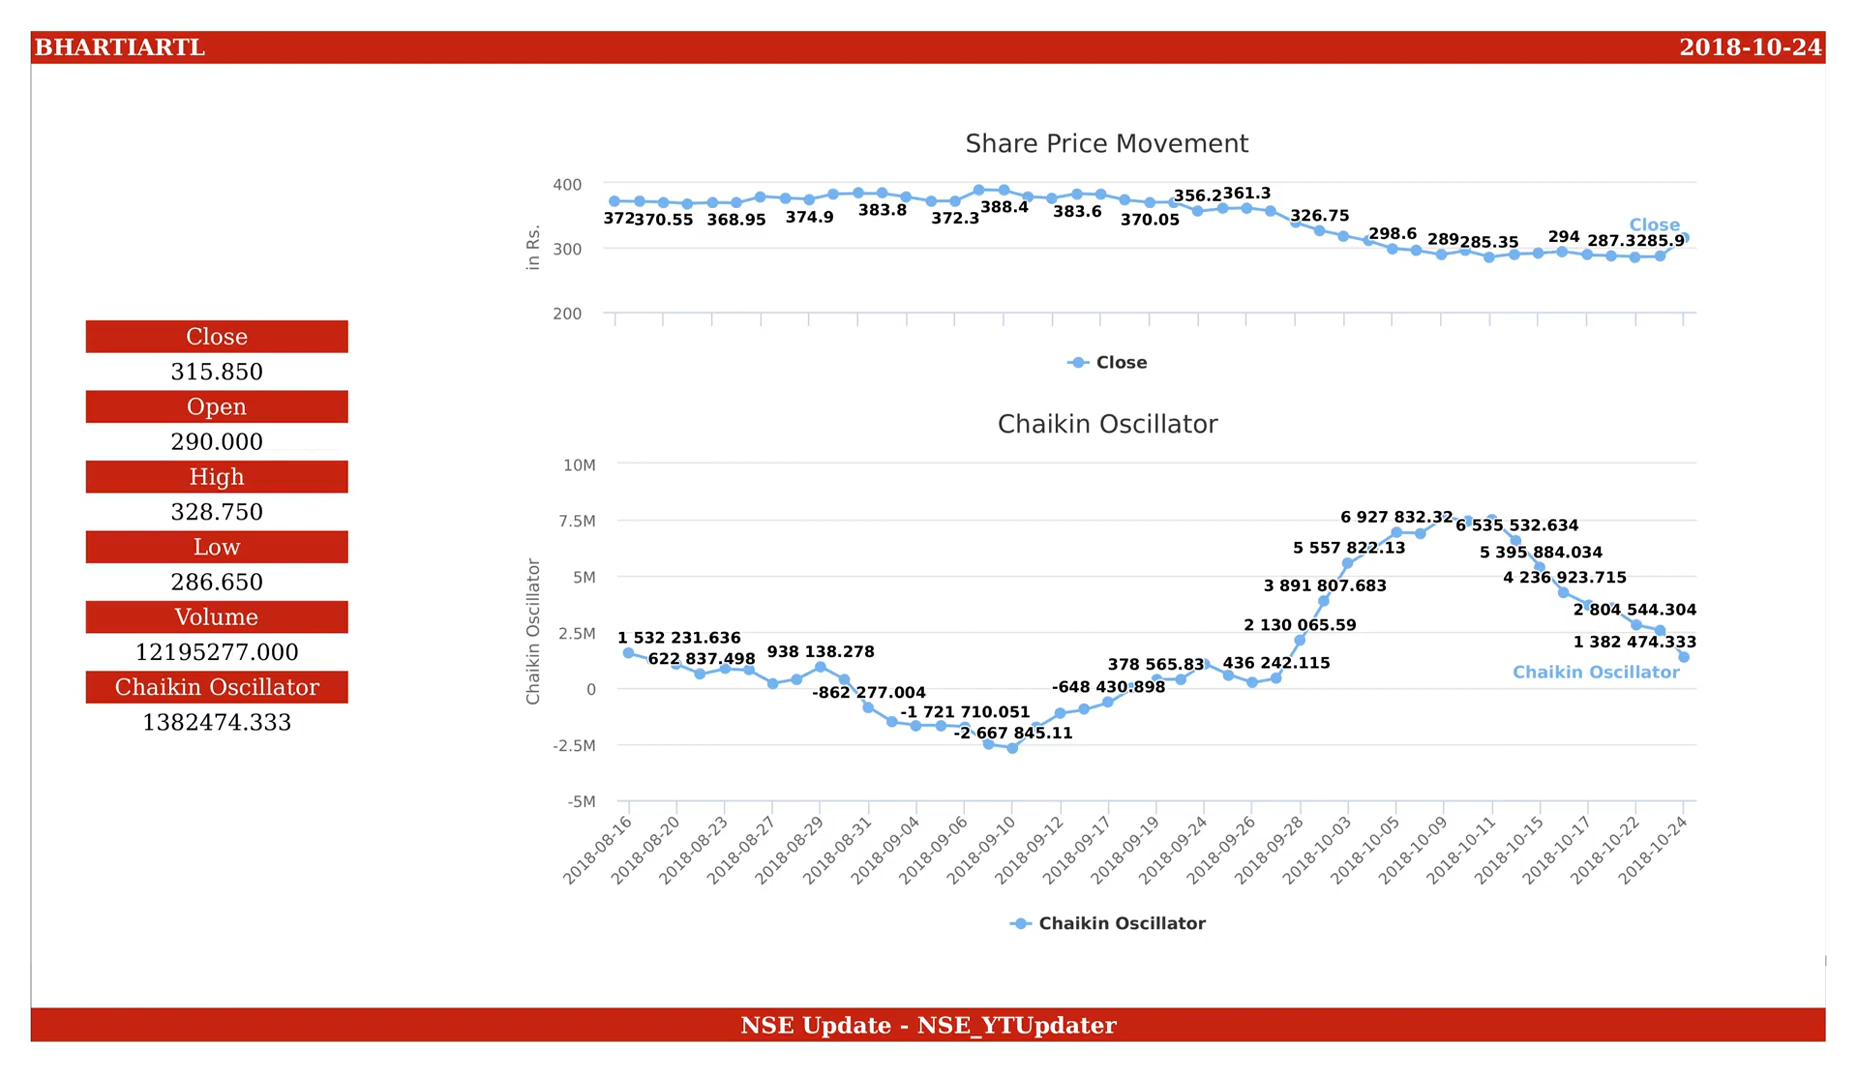 BHARTIARTL
2018-10-24
Close
315.850
Open
290.000
High
328.750
Low
286.650
Volume
12195277.000
Chaikin Oscillator
1382474.333
Share Price Movement
in Rs.
400
300
200
372
370.55
368.95
374.9
383.8
372.3
388.4
383.6
370.05
356.2
361.3
326.75
298.6
289
285.35
294
287.3
285.9
Close
Close
Chaikin Oscillator
Chaikin Oscillator
10M
7.5M
5M
2.5M
0
-2.5M
-5M
1 532 231.636
622 837.498
938 138.278
-862 277.004
-1 721 710.051
-2 667 845.11
-648 430.898
378 565.83
436 242.115
2 130 065.59
3 891 807.683
5 557 822.13
6 927 832.32
6 535 532.634
5 395 884.034
4 236 923.715
2 804 544.304
1 382 474.333
Chaikin Oscillator
2018-08-16
2018-08-20
2018-08-23
2018-08-27
2018-08-29
2018-08-31
2018-09-04
2018-09-06
2018-09-10
2018-09-12
2018-09-17
2018-09-19
2018-09-24
2018-09-26
2018-09-28
2018-10-03
2018-10-05
2018-10-09
2018-10-11
2018-10-15
2018-10-17
2018-10-22
2018-10-24
Chaikin Oscillator
NSE Update - NSE_YTUpdater